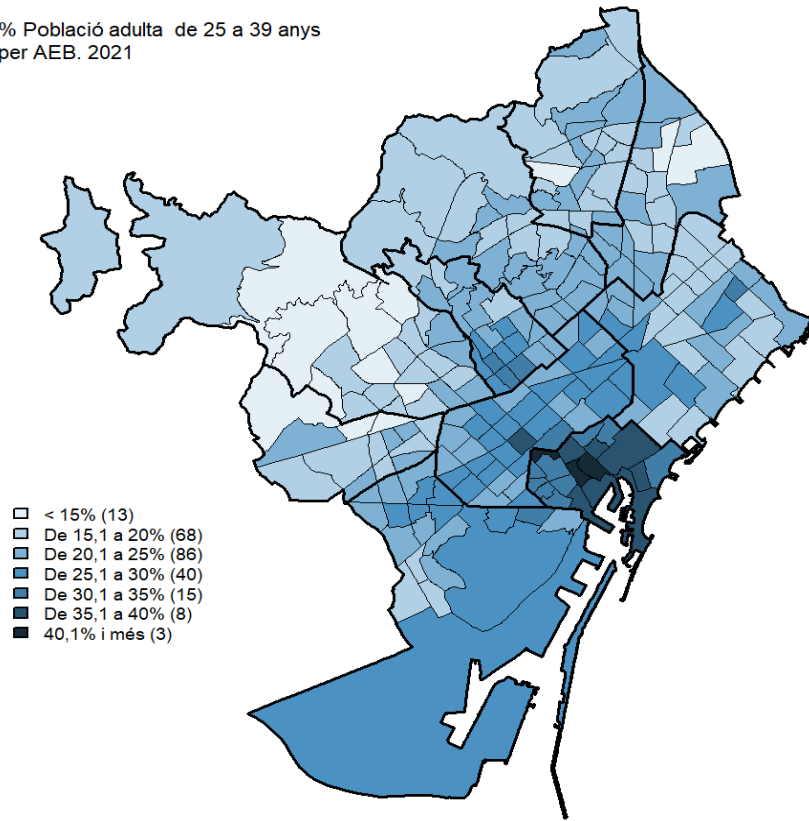 % Població adulta de 25 a 39 anys
per AEB. 2021
< 15% (13)
De 15,1 a 20% (68)
De 20,1 a 25% (86)
De 25,1 a 30% (40)
De 30,1 a 35% (15)
De 35,1 a 40% (8)
40,1% i més (3)